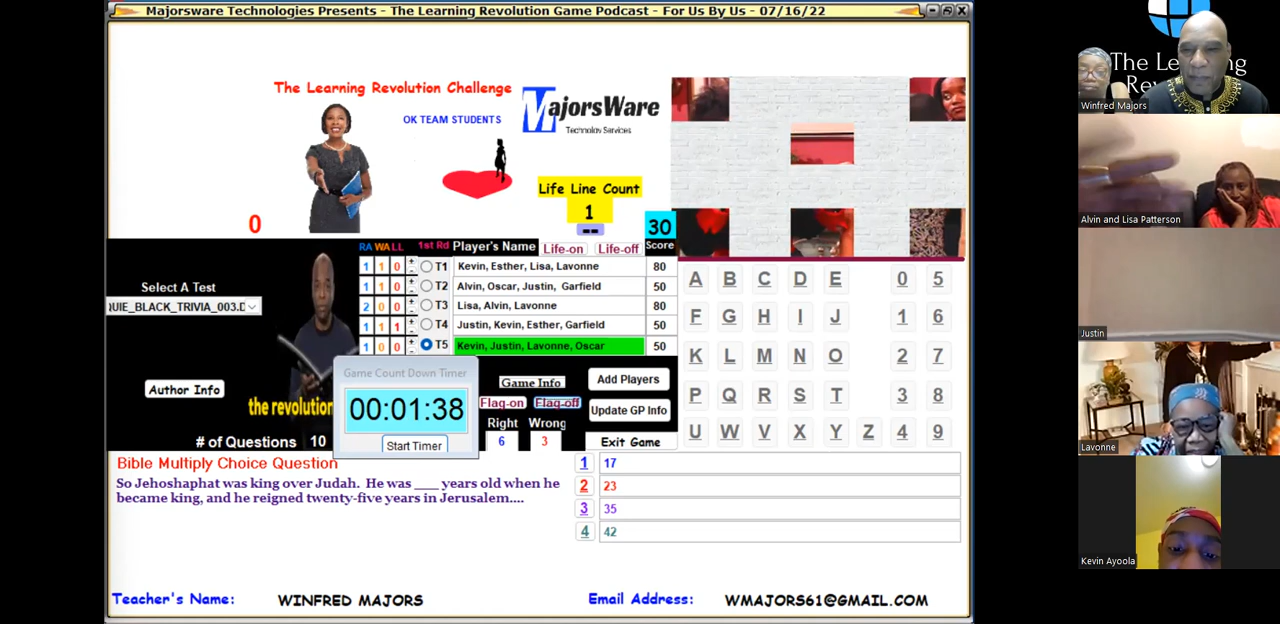 Majorsware Technologies Presents - The Learning Revolution Game Podcast - For Us By Us - 07/16/22
The Learning Revolution Challenge
OK TEAM STUDENTS
MajorsWare
Technology Services
Life Line Count
1
--
0
30
RA WA LL
1st Rd
Player's Name
Life-on
Life-off
Score
1 1 0 T1 Kevin, Esther, Lisa, Lavonne 80
1 1 0 T2 Alvin, Oscar, Justin, Garfield 50
2 0 0 T3 Lisa, Alvin, Lavonne 80
1 1 1 T4 Justin, Kevin, Esther, Garfield 50
1 0 0 T5 Kevin, Justin, Lavonne, Oscar 50
Select A Test
QUIE_BLACK_TRIVIA_003.D
Author Info
the revolution
# of Questions 10
Game Count Down Timer
00:01:38
Start Timer
Game Info
Flag-on
Flag-off
Right
Wrong
6
3
Add Players
Update GP Info
Exit Game
A B C D E 0 5
F G H I J 1 6
K L M N O 2 7
P Q R S T 3 8
U W V X Y Z 4 9
Bible Multiply Choice Question
So Jehoshaphat was king over Judah. He was ____ years old when he
became king, and he reigned twenty-five years in Jerusalem....
1 17
2 23
3 35
4 42
Teacher's Name: WINFRED MAJORS
Email Address: WMAJORS61@GMAIL.COM
The Learning
Winfred Majors
Alvin and Lisa Patterson
Justin
Lavonne
Kevin Ayoola